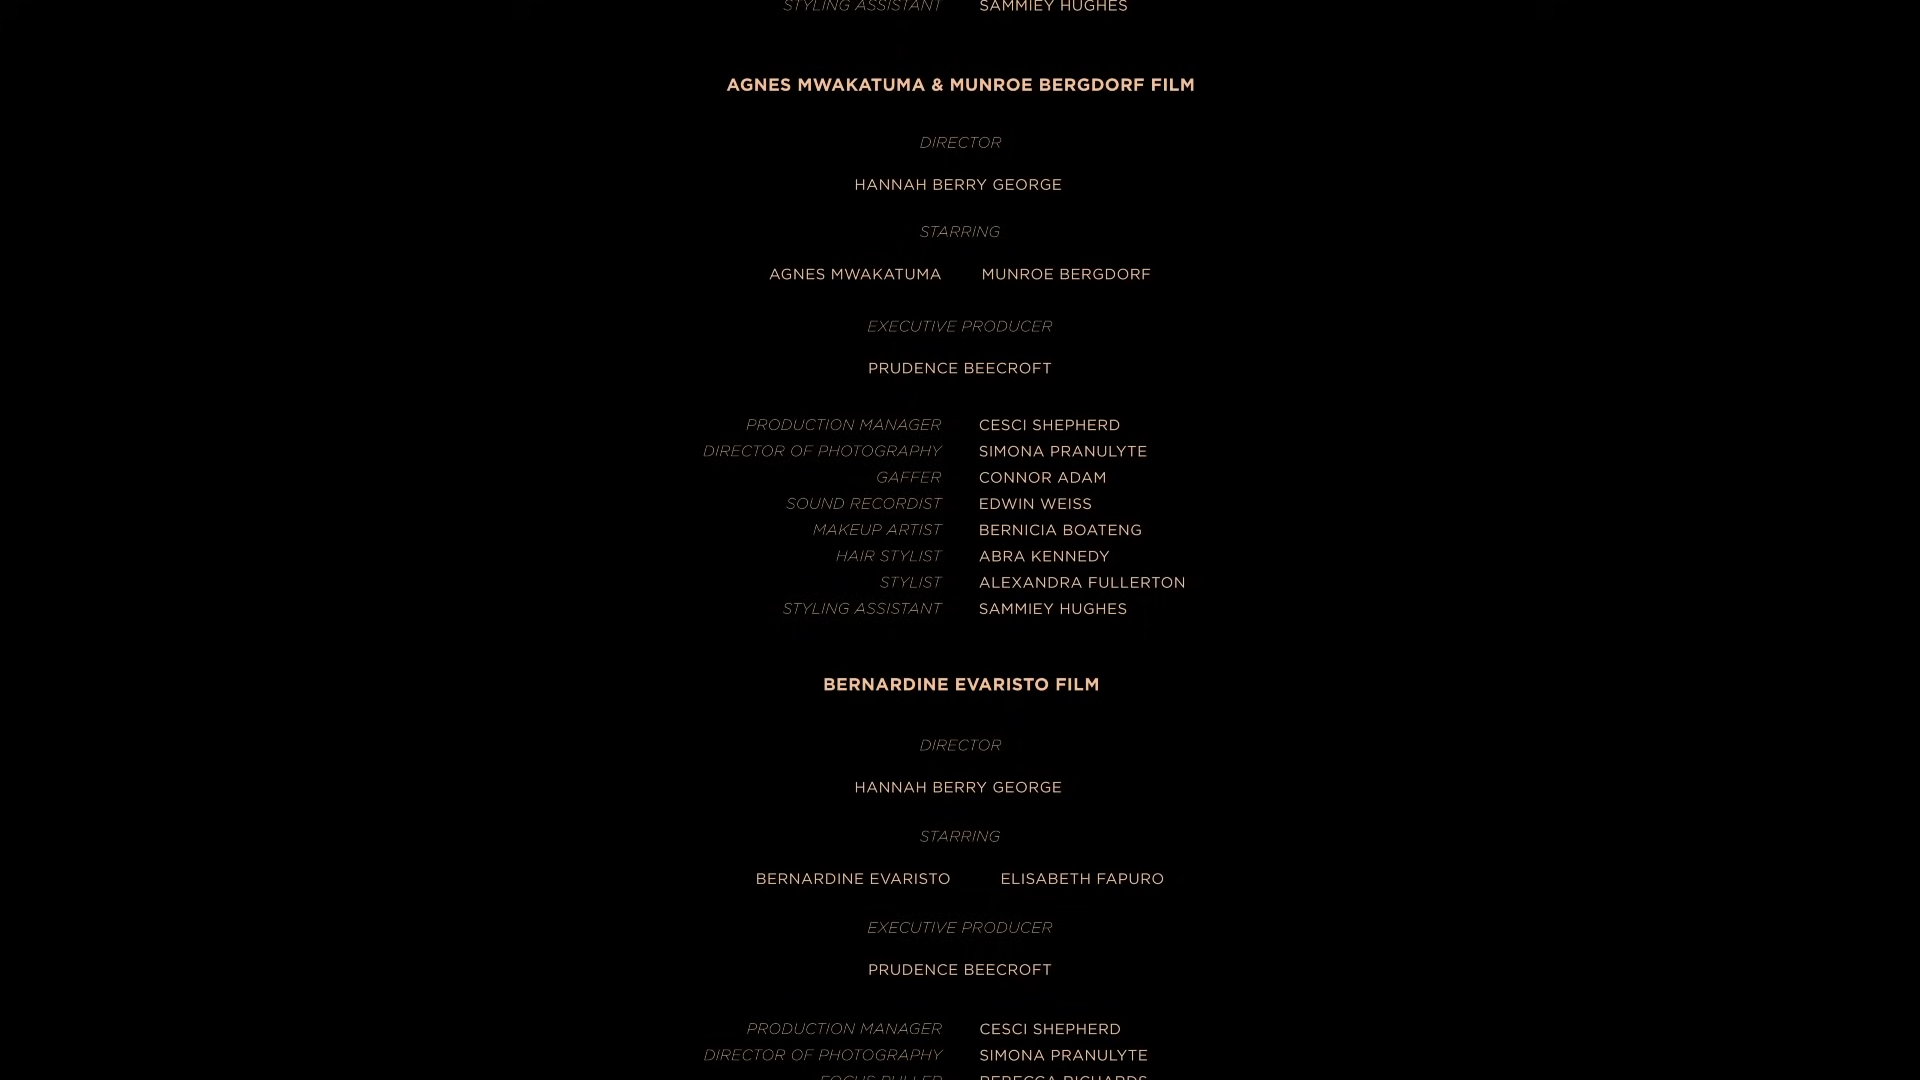 STYLING ASSISTANT SAMMIEY HUGHES
AGNES MWAKATUMA & MUNROE BERGDORF FILM
DIRECTOR
HANNAH BERRY GEORGE
STARRING
AGNES MWAKATUMA MUNROE BERGDORF
EXECUTIVE PRODUCER
PRUDENCE BEECROFT
PRODUCTION MANAGER CESCI SHEPHERD
DIRECTOR OF PHOTOGRAPHY SIMONA PRANULYTE
GAFFER CONNOR ADAM
SOUND RECORDIST EDWIN WEISS
MAKEUP ARTIST BERNICIA BOATENG
HAIR STYLIST ABRA KENNEDY
STYLIST ALEXANDRA FULLERTON
STYLING ASSISTANT SAMMIEY HUGHES
BERNARDINE EVARISTO FILM
DIRECTOR
HANNAH BERRY GEORGE
STARRING
BERNARDINE EVARISTO ELISABETH FAPURO
EXECUTIVE PRODUCER
PRUDENCE BEECROFT
PRODUCTION MANAGER CESCI SHEPHERD
DIRECTOR OF PHOTOGRAPHY SIMONA PRANULYTE
FOCUS PULLER REBECCA RICHARDS